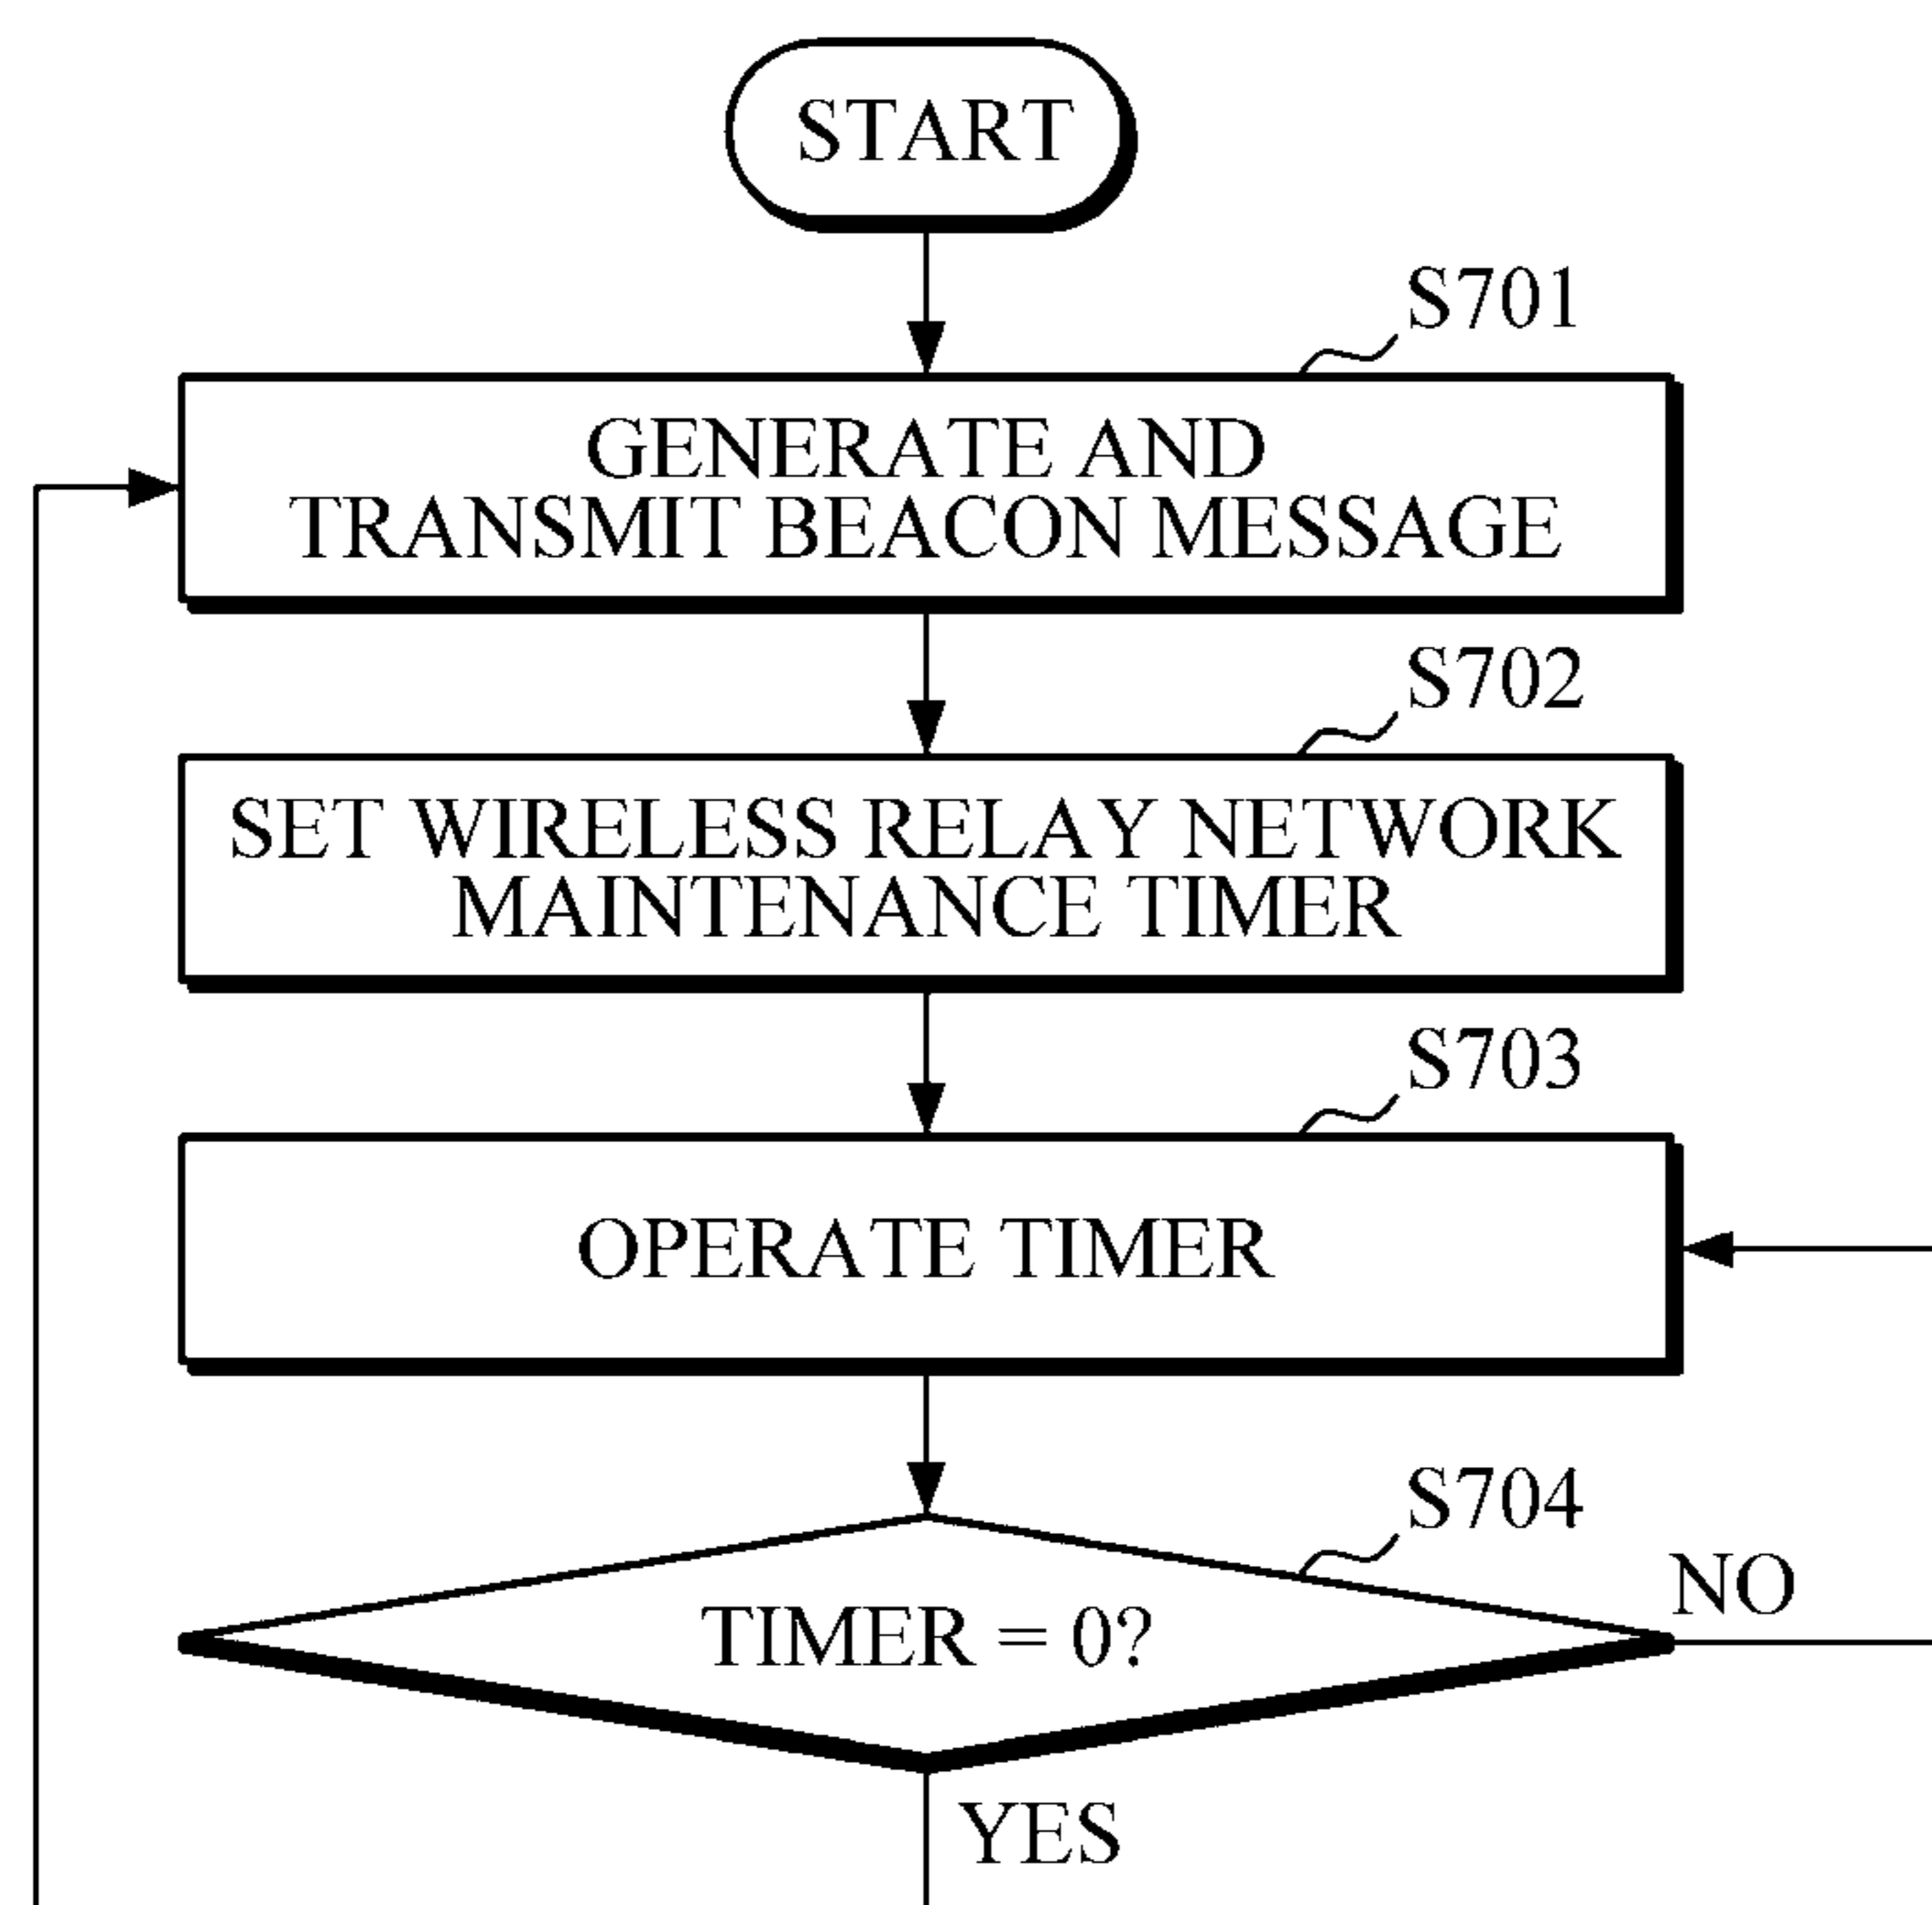 START
S701
GENERATE AND
TRANSMIT BEACON MESSAGE
S702
SET WIRELESS RELAY NETWORK
MAINTENANCE TIMER
S703
OPERATE TIMER
S704
NO
TIMER = 0?
YES